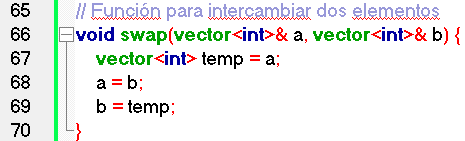 65 // Función para intercambiar dos elementos
66 void swap(vector<int>& a, vector<int>& b) {
67 vector<int> temp = a;
68 a = b;
69 b = temp;
70 }